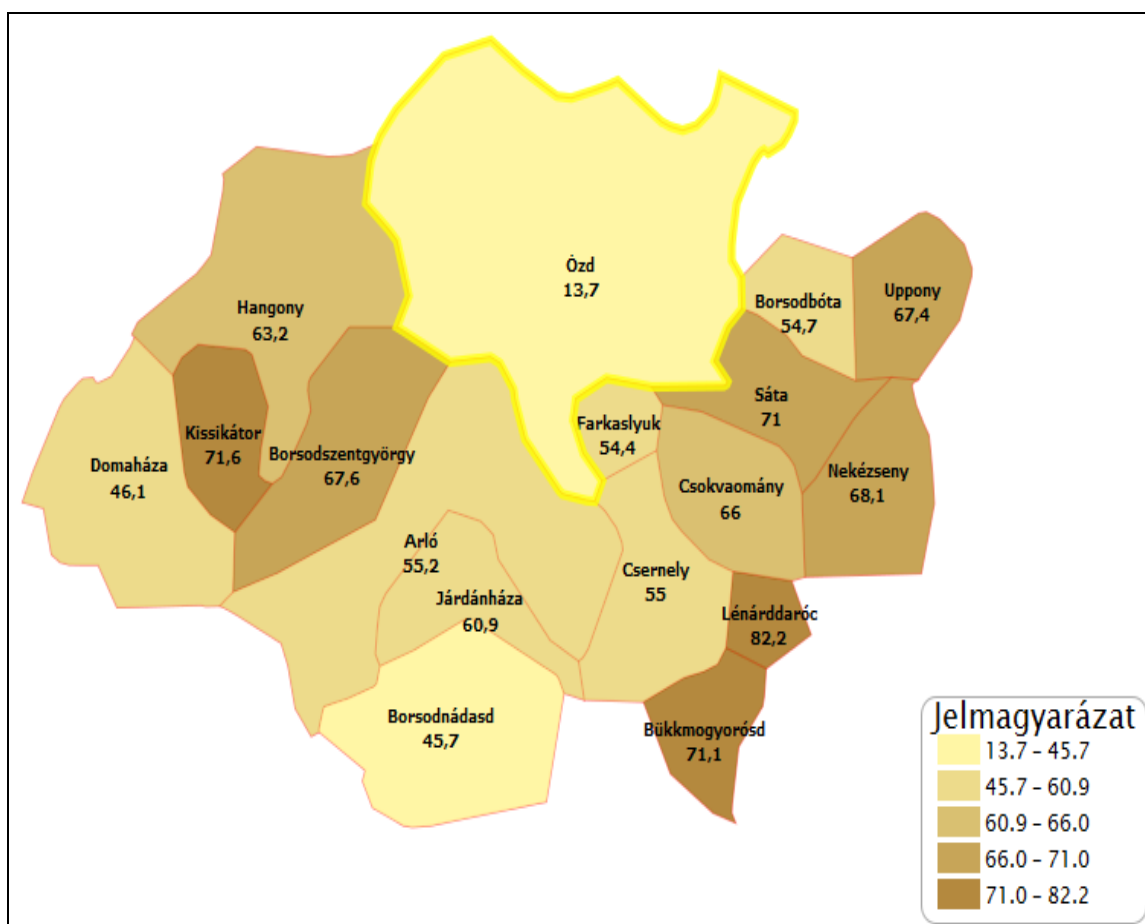 Ózd
13,7
Borsodbóta
54,7
Uppony
67,4
Hangony
63,2
Sáta
71
Farkaslyuk
54,4
Kissikátor
71,6
Borsodszentgyörgy
67,6
Domaháza
46,1
Nekézseny
68,1
Csokvaomány
66
Arló
55,2
Csernely
55
Járdánháza
60,9
Lénárddaróc
82,2
Borsodnádasd
45,7
Bükkmogyorósd
71,1
Jelmagyarázat
13.7 - 45.7
45.7 - 60.9
60.9 - 66.0
66.0 - 71.0
71.0 - 82.2